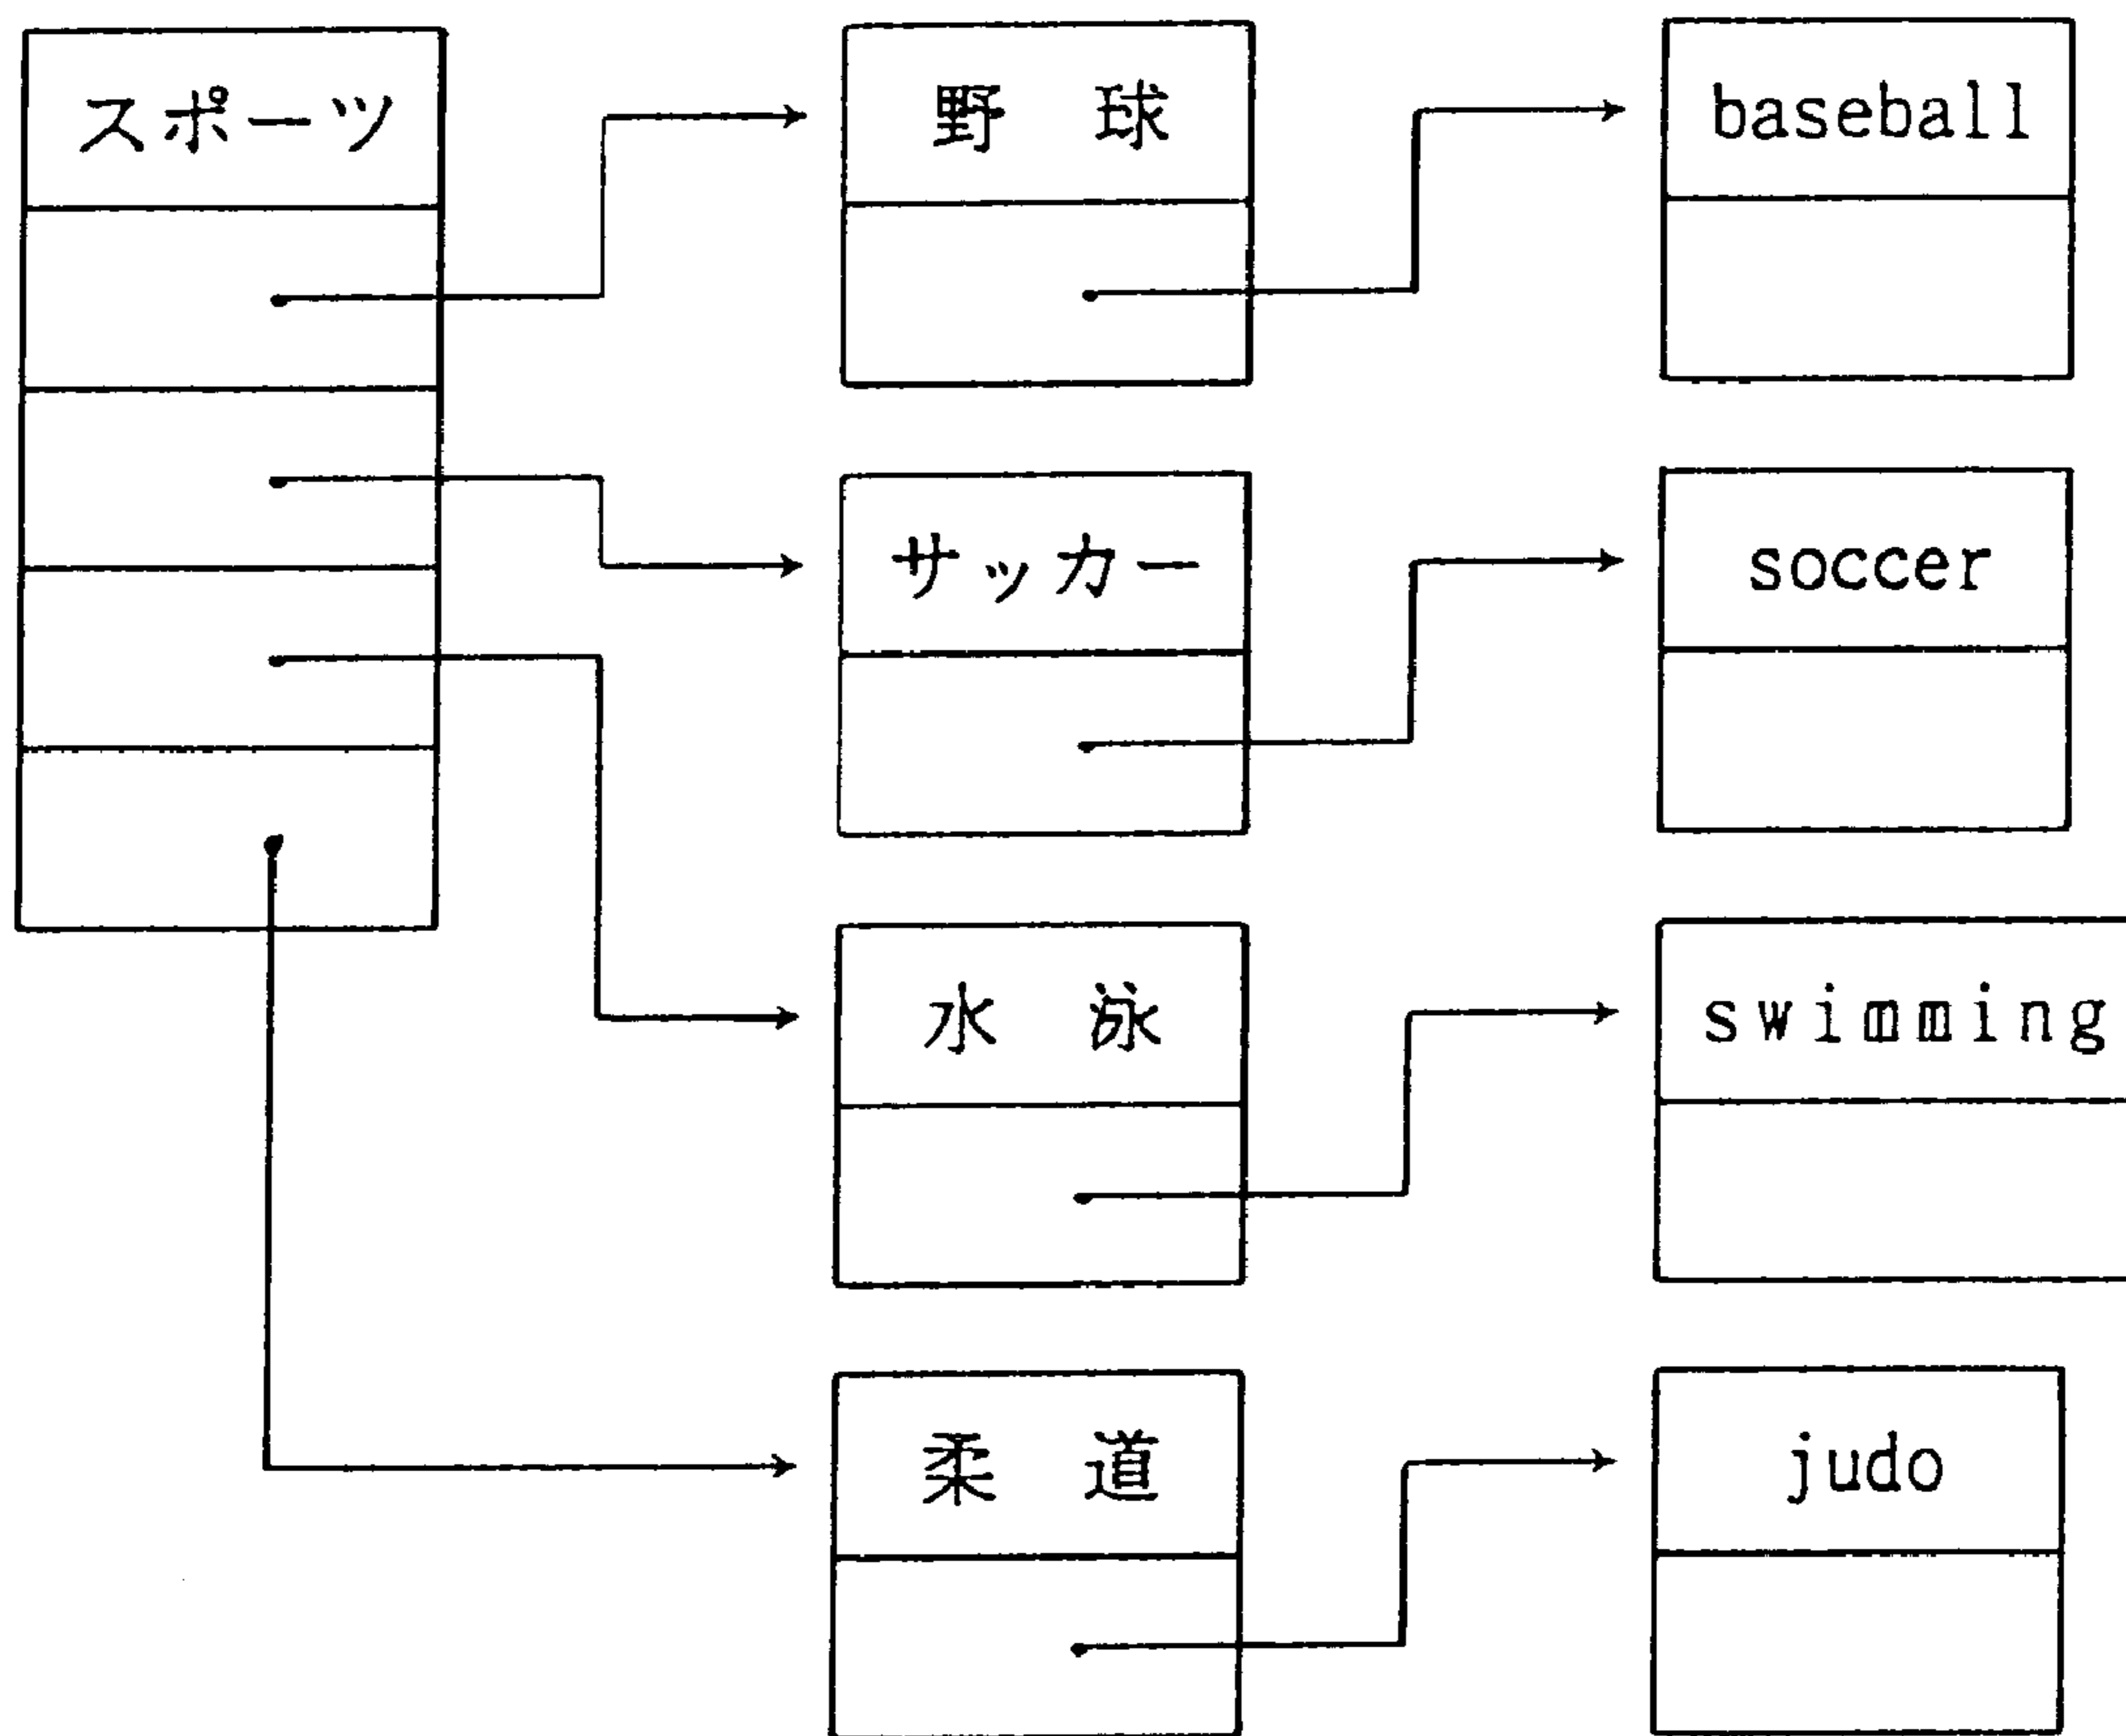 スポーツ
野球
baseball
サッカー
soccer
水泳
swimming
柔道
judo